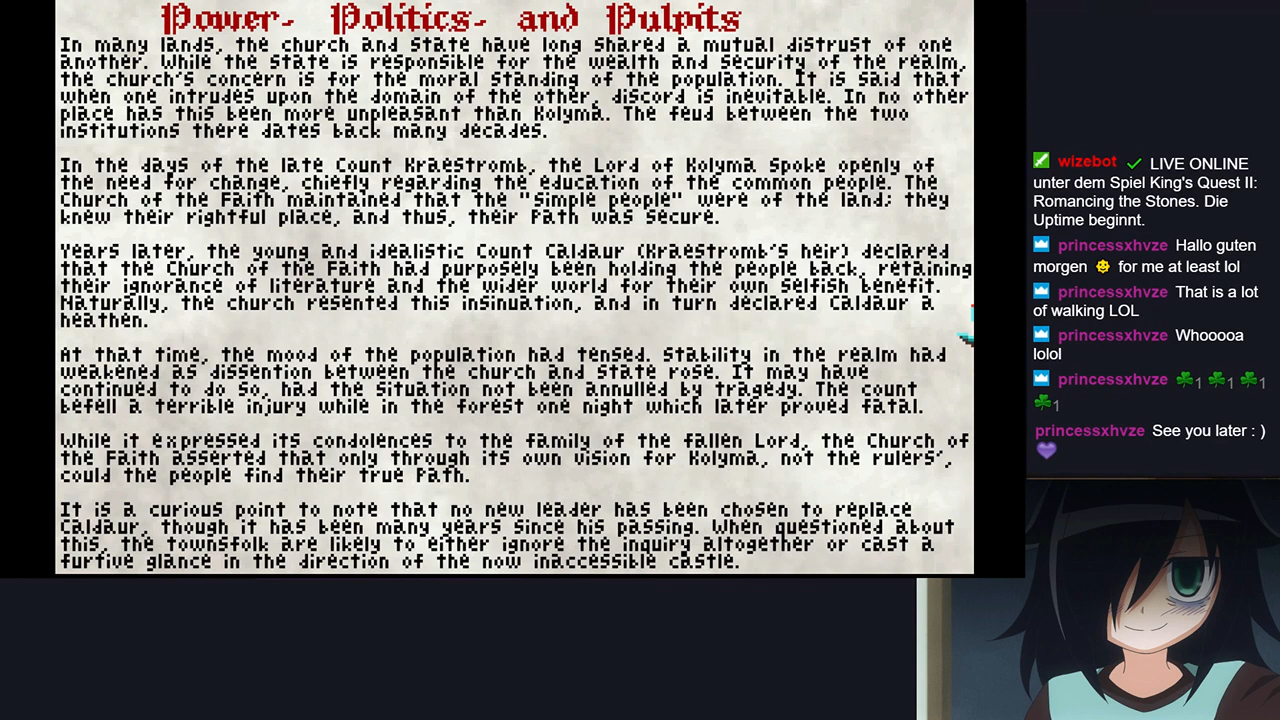 Power, Politics, and Pulpits
In many lands, the church and state have long shared a mutual distrust of one
another. While the state is responsible for the wealth and security of the realm,
the church's concern is for the moral standing of the population. It is said that
when one intrudes upon the domain of the other, discord is inevitable. In no other
place has this been more unpleasant than Kolyma. The feud between the two
institutions there dates back many decades.
In the days of the late Count Kraestromb, the Lord of Kolyma spoke openly of
the need for change, chiefly regarding the education of the common people. The
Church of the Faith maintained that the "simple people" were of the land; they
knew their rightful place, and thus, their Path was secure.
Years later, the young and idealistic Count Caldaur (Kraestromb's heir) declared
that the Church of the Faith had purposely been holding the people back, retaining
their ignorance of literature and the wider world for their own selfish benefit.
Naturally, the church resented this insinuation, and in turn declared Caldaur a
heathen.
At that time, the mood of the population had tensed. Stability in the realm had
weakened as dissention between the church and state rose. It may have
continued to do so, had the situation not been annulled by tragedy. The count
befell a terrible injury while in the forest one night which later proved fatal.
While it expressed its condolences to the family of the fallen Lord, the Church of
the Faith asserted that only through its own vision for Kolyma, not the rulers',
could the people find their true Path.
It is a curious point to note that no new leader has been chosen to replace
Caldaur, though it has been many years since his passing. When questioned about
this, the townsfolk are likely to either ignore the inquiry altogether or cast a
furtive glance in the direction of the now inaccessible castle.
wizebot LIVE ONLINE
unter dem Spiel King's Quest II:
Romancing the Stones. Die
Uptime beginnt.
princessxhvze Hallo guten
morgen for me at least lol
princessxhvze That is a lot
of walking LOL
princessxhvze Whooooa
lolol
princessxhvze 1 1 1
1
princessxhvze See you later : )